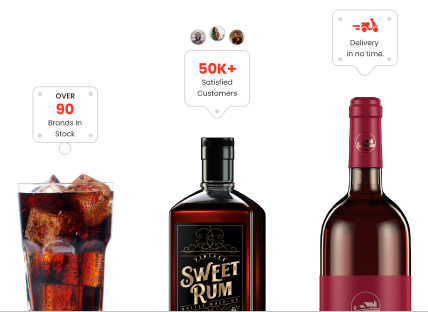 OVER
90
Brands In
Stock
50K+
Satisfied
Customers
Delivery
in no time.
VINTAGE
SWEET
RUM